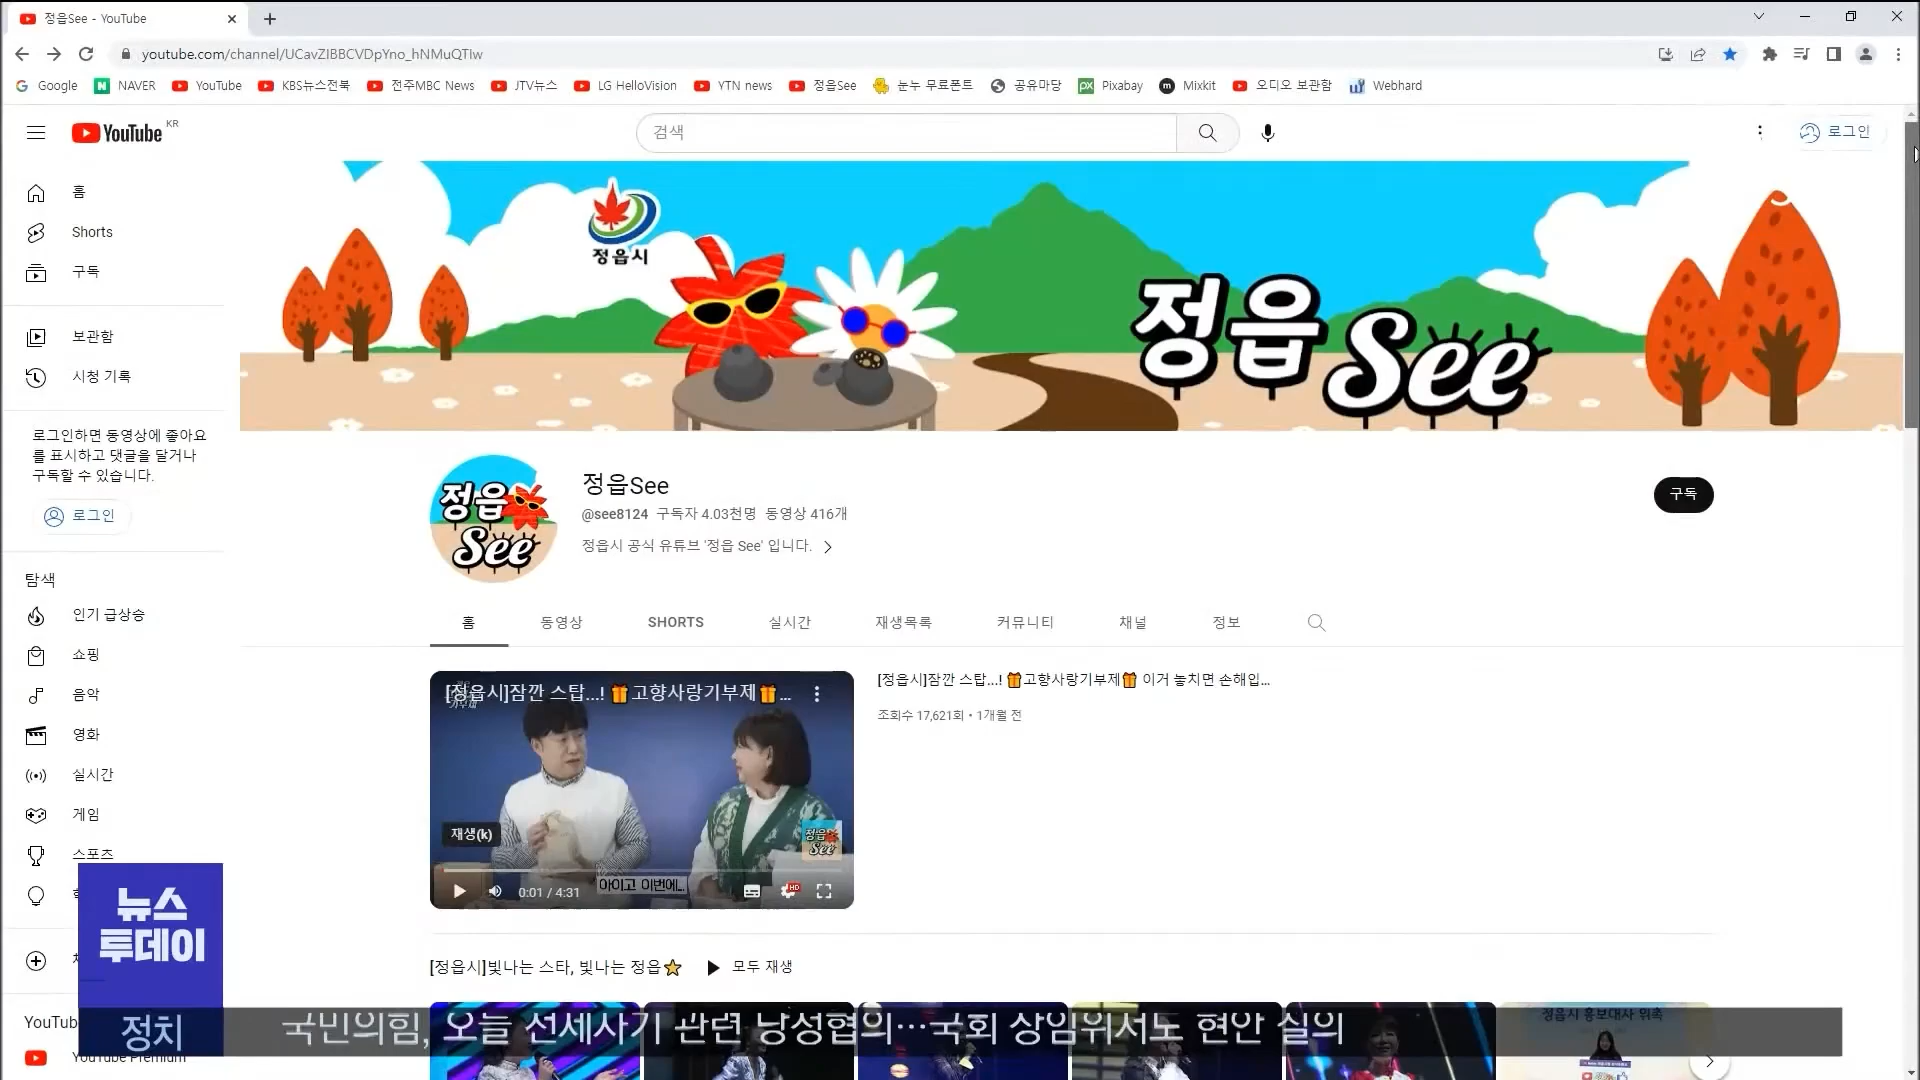 정읍See - YouTube
youtube.com/channel/UCavZIBBCVDpYno_hNMuQTIw
Google NAVER YouTube KBS뉴스전북 전주MBC News JTV뉴스 LG HelloVision YTN news 정읍See 눈누 무료폰트 공유마당 Pixabay Mixkit 오디오 보관함 Webhard
YouTube KR
검색
로그인
홈
Shorts
구독
보관함
시청 기록
로그인하면 동영상에 좋아요
를 표시하고 댓글을 달거나
구독할 수 있습니다.
로그인
탐색
인기 급상승
쇼핑
음악
영화
실시간
게임
스포츠
정읍시
정읍 See
정읍 See
정읍See
@see8124 구독자 4.03천명 동영상 416개
정읍시 공식 유튜브 '정읍 See' 입니다.
구독
홈 동영상 SHORTS 실시간 재생목록 커뮤니티 채널 정보
[정읍시]잠깐 스탑...! 🎁고향사랑기부제🎁...
재생(k)
정읍 See
0:01 / 4:31
아이고 이번에...
HD
[정읍시]잠깐 스탑...! 🎁고향사랑기부제🎁 이거 놓치면 손해입...
조회수 17,621회 • 1개월 전
[정읍시]빛나는 스타, 빛나는 정읍⭐ 모두 재생
정읍시 홍보대사 위촉
뉴스
투데이
정치
국민의힘, 오늘 전세사기 관련 당정협의…국회 상임위서도 현안 질의
YouTube Premium